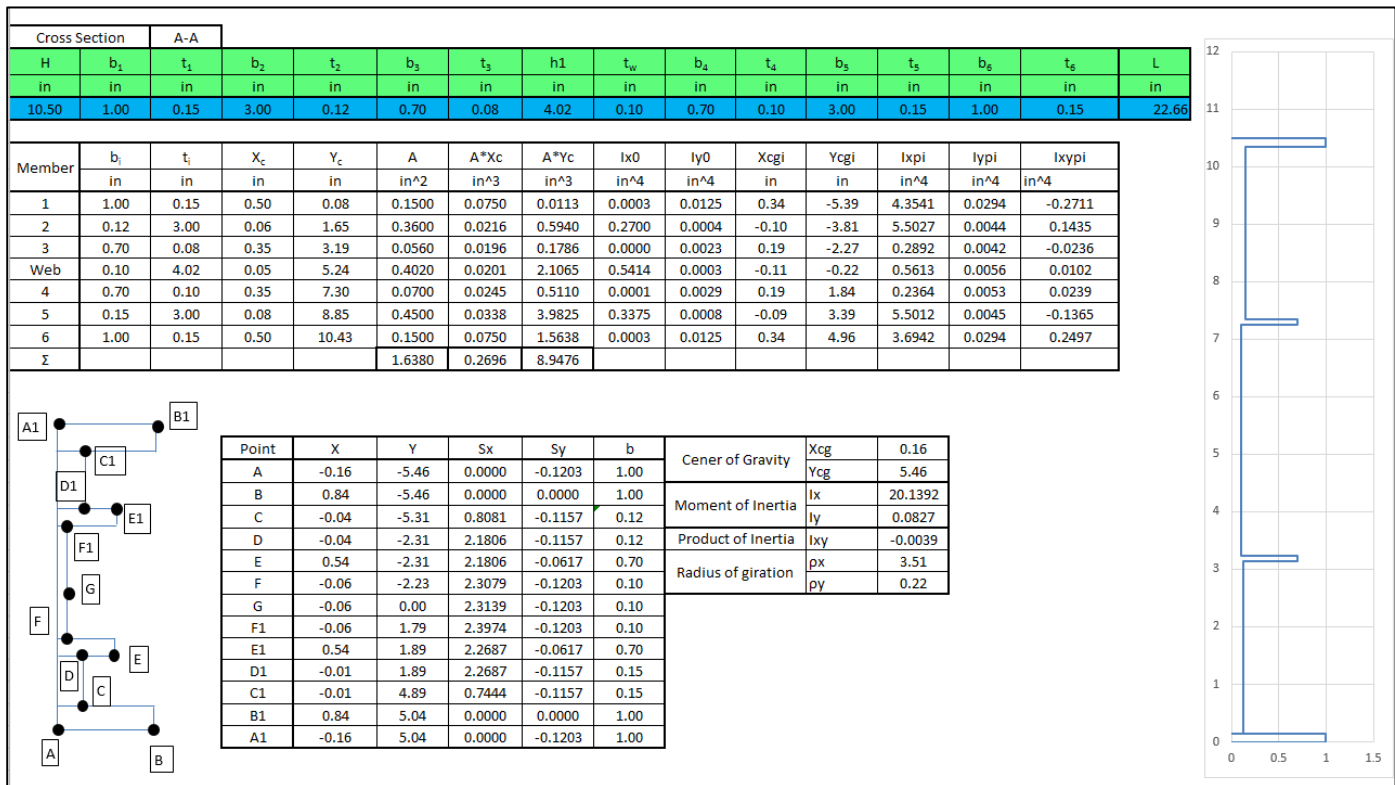 Cross Section A-A
H b₁ t₁ b₂ t₂ b₃ t₃ h1 t_w b₄ t₄ b₅ t₅ b₆ t₆ L
in in in in in in in in in in in in in in in in
10.50 1.00 0.15 3.00 0.12 0.70 0.08 4.02 0.10 0.70 0.10 3.00 0.15 1.00 0.15 22.66
Member bᵢ tᵢ X_c Y_c A A*Xc A*Yc Ix0 Iy0 Xcgi Ycgi Ixpi Iypi Ixypi
in in in in in^2 in^3 in^3 in^4 in^4 in in in^4 in^4 in^4
1 1.00 0.15 0.50 0.08 0.1500 0.0750 0.0113 0.0003 0.0125 0.34 -5.39 4.3541 0.0294 -0.2711
2 0.12 3.00 0.06 1.65 0.3600 0.0216 0.5940 0.2700 0.0004 -0.10 -3.81 5.5027 0.0044 0.1435
3 0.70 0.08 0.35 3.19 0.0560 0.0196 0.1786 0.0000 0.0023 0.19 -2.27 0.2892 0.0042 -0.0236
Web 0.10 4.02 0.05 5.24 0.4020 0.0201 2.1065 0.5414 0.0003 -0.11 -0.22 0.5613 0.0056 0.0102
4 0.70 0.10 0.35 7.30 0.0700 0.0245 0.5110 0.0001 0.0029 0.19 1.84 0.2364 0.0053 0.0239
5 0.15 3.00 0.08 8.85 0.4500 0.0338 3.9825 0.3375 0.0008 -0.09 3.39 5.5012 0.0045 -0.1365
6 1.00 0.15 0.50 10.43 0.1500 0.0750 1.5638 0.0003 0.0125 0.34 4.96 3.6942 0.0294 0.2497
Σ 1.6380 0.2696 8.9476
A1
B1
C1
D1
E1
F1
G
F
E
D
C
A
B
Point X Y Sx Sy b
A -0.16 -5.46 0.0000 -0.1203 1.00
B 0.84 -5.46 0.0000 0.0000 1.00
C -0.04 -5.31 0.8081 -0.1157 0.12
D -0.04 -2.31 2.1806 -0.1157 0.12
E 0.54 -2.31 2.1806 -0.0617 0.70
F -0.06 -2.23 2.3079 -0.1203 0.10
G -0.06 0.00 2.3139 -0.1203 0.10
F1 -0.06 1.79 2.3974 -0.1203 0.10
E1 0.54 1.89 2.2687 -0.0617 0.70
D1 -0.01 1.89 2.2687 -0.1157 0.15
C1 -0.01 4.89 0.7444 -0.1157 0.15
B1 0.84 5.04 0.0000 0.0000 1.00
A1 -0.16 5.04 0.0000 -0.1203 1.00
Cener of Gravity Xcg 0.16
Ycg 5.46
Moment of Inertia Ix 20.1392
Iy 0.0827
Product of Inertia Ixy -0.0039
Radius of giration ρx 3.51
ρy 0.22
12
11
10
9
8
7
6
5
4
3
2
1
0
0 0.5 1 1.5